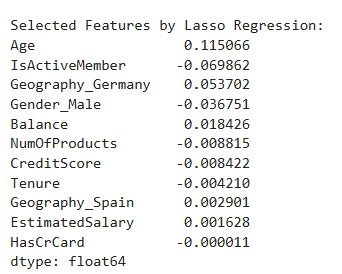 Selected Features by Lasso Regression:
Age                  0.115066
IsActiveMember      -0.069862
Geography_Germany    0.053702
Gender_Male         -0.036751
Balance              0.018426
NumOfProducts       -0.008815
CreditScore         -0.008422
Tenure              -0.004210
Geography_Spain      0.002901
EstimatedSalary      0.001628
HasCrCard           -0.000011
dtype: float64